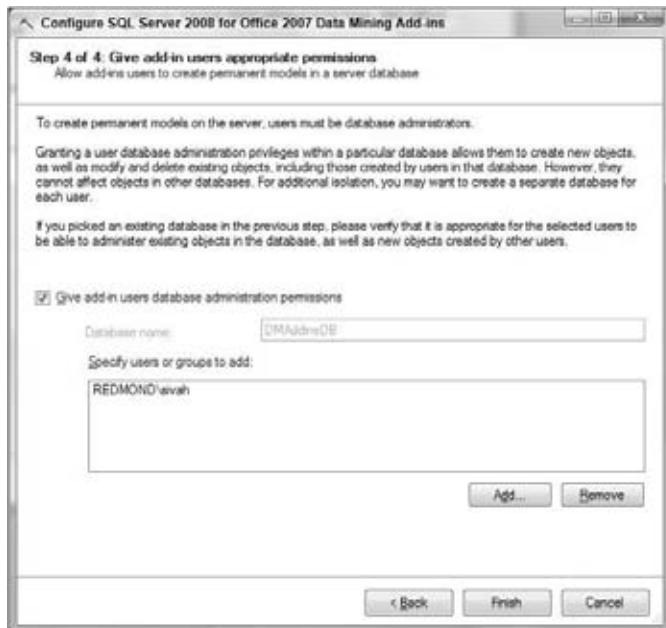 Configure SQL Server 2008 for Office 2007 Data Mining Add-ins
Step 4 of 4: Give add-in users appropriate permissions
Allow add-ins users to create permanent models in a server database
To create permanent models on the server, users must be database administrators.
Granting a user database administration privileges within a particular database allows them to create new objects,
as well as modify and delete existing objects, including those created by users in that database. However, they
cannot affect objects in other databases. For additional isolation, you may want to create a separate database for
each user.
If you picked an existing database in the previous step, please verify that it is appropriate for the selected users to
be able to administer existing objects in the database, as well as new objects created by other users.
Give add-in users database administration permissions
Database name: DMAddinsDB
Specify users or groups to add:
REDMOND\sivah
Add... Remove
< Back Finish Cancel